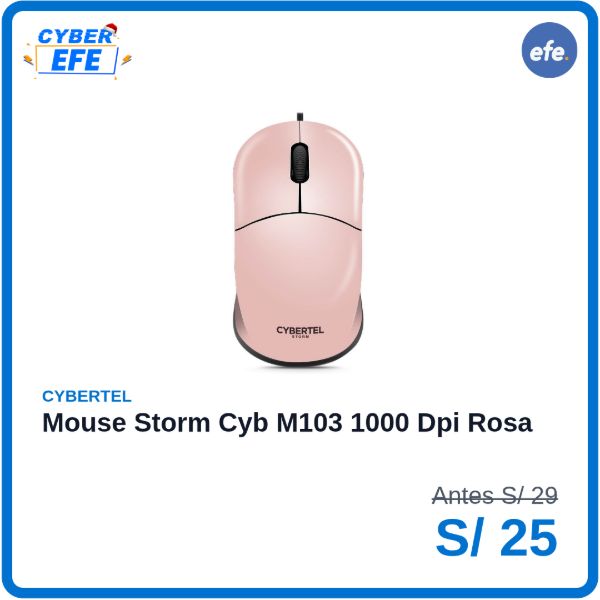 CYBER
EFE
efe.
CYBERTEL
STORM
CYBERTEL
Mouse Storm Cyb M103 1000 Dpi Rosa
Antes S/ 29
S/ 25